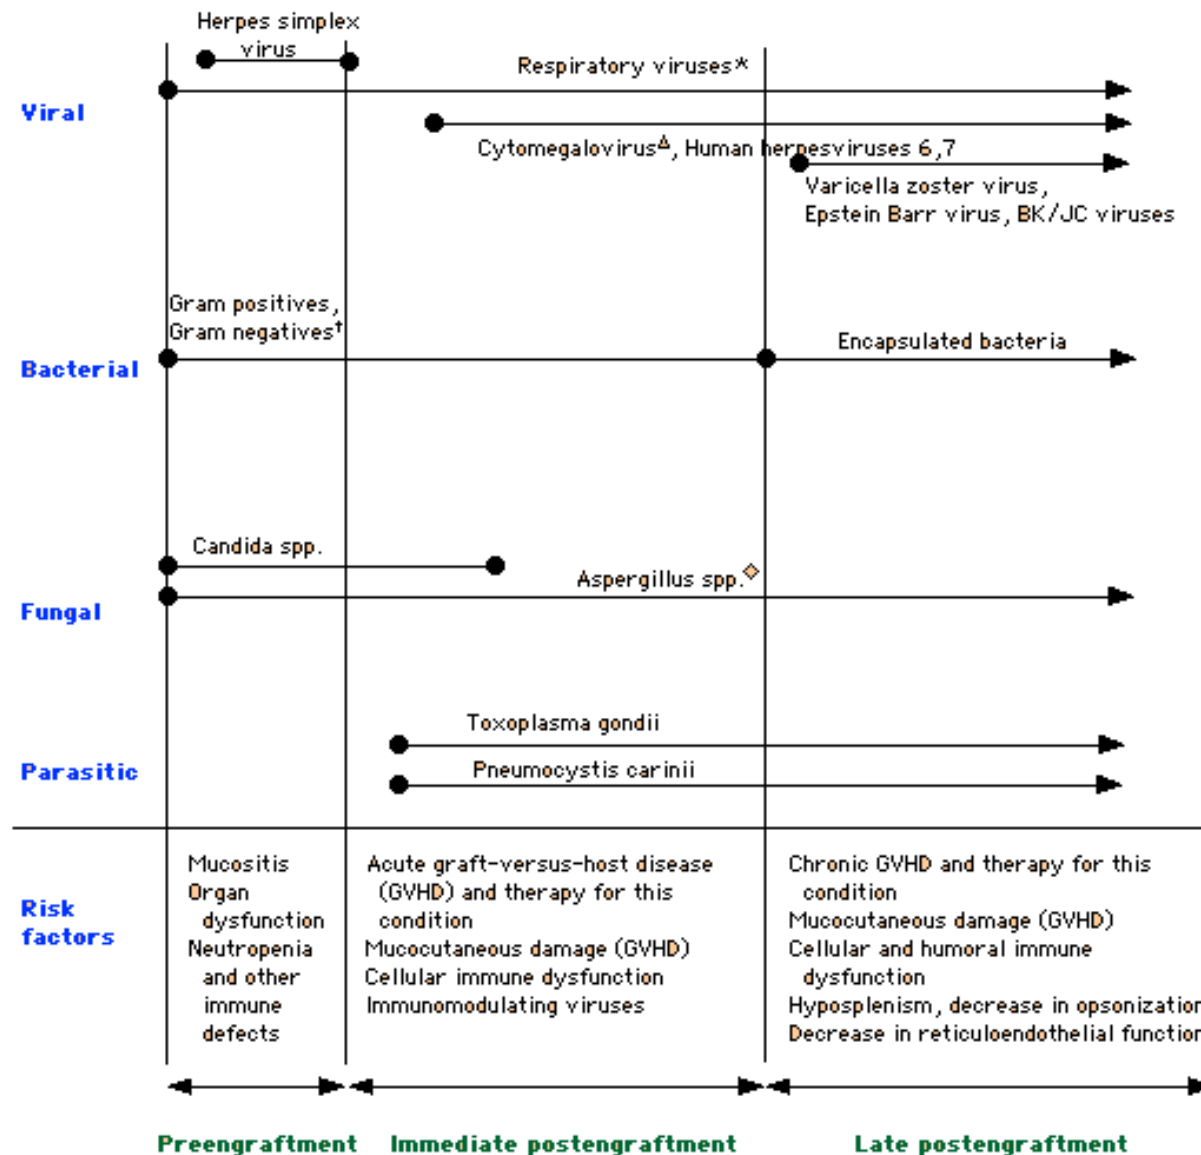 Herpes simplex
virus
Respiratory viruses*
Viral
Cytomegalovirus△, Human herpesviruses 6,7
Varicella zoster virus,
Epstein Barr virus, BK/JC viruses
Gram positives,
Gram negatives†
Encapsulated bacteria
Bacterial
Candida spp.
Aspergillus spp.◇
Fungal
Toxoplasma gondii
Pneumocystis carinii
Parasitic
Risk
factors
Mucositis
Organ
dysfunction
Neutropenia
and other
immune
defects
Acute graft-versus-host disease
(GVHD) and therapy for this
condition
Mucocutaneous damage (GVHD)
Cellular immune dysfunction
Immunomodulating viruses
Chronic GVHD and therapy for this
condition
Mucocutaneous damage (GVHD)
Cellular and humoral immune
dysfunction
Hyposplenism, decrease in opsonization
Decrease in reticuloendothelial function
Preengraftment
Immediate postengraftment
Late postengraftment